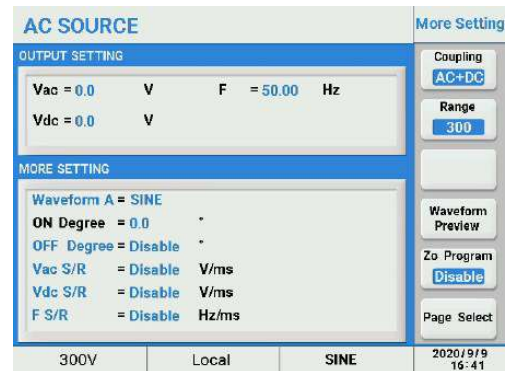 AC SOURCE
More Setting
OUTPUT SETTING
Vac = 0.0 V F = 50.00 Hz
Vdc = 0.0 V
MORE SETTING
Waveform A = SINE
ON Degree = 0.0 °
OFF Degree = Disable °
Vac S/R = Disable V/ms
Vdc S/R = Disable V/ms
F S/R = Disable Hz/ms
Coupling
AC+DC
Range
300
Waveform
Preview
Zo Program
Disable
Page Select
300V Local SINE
2020/9/9
16:41